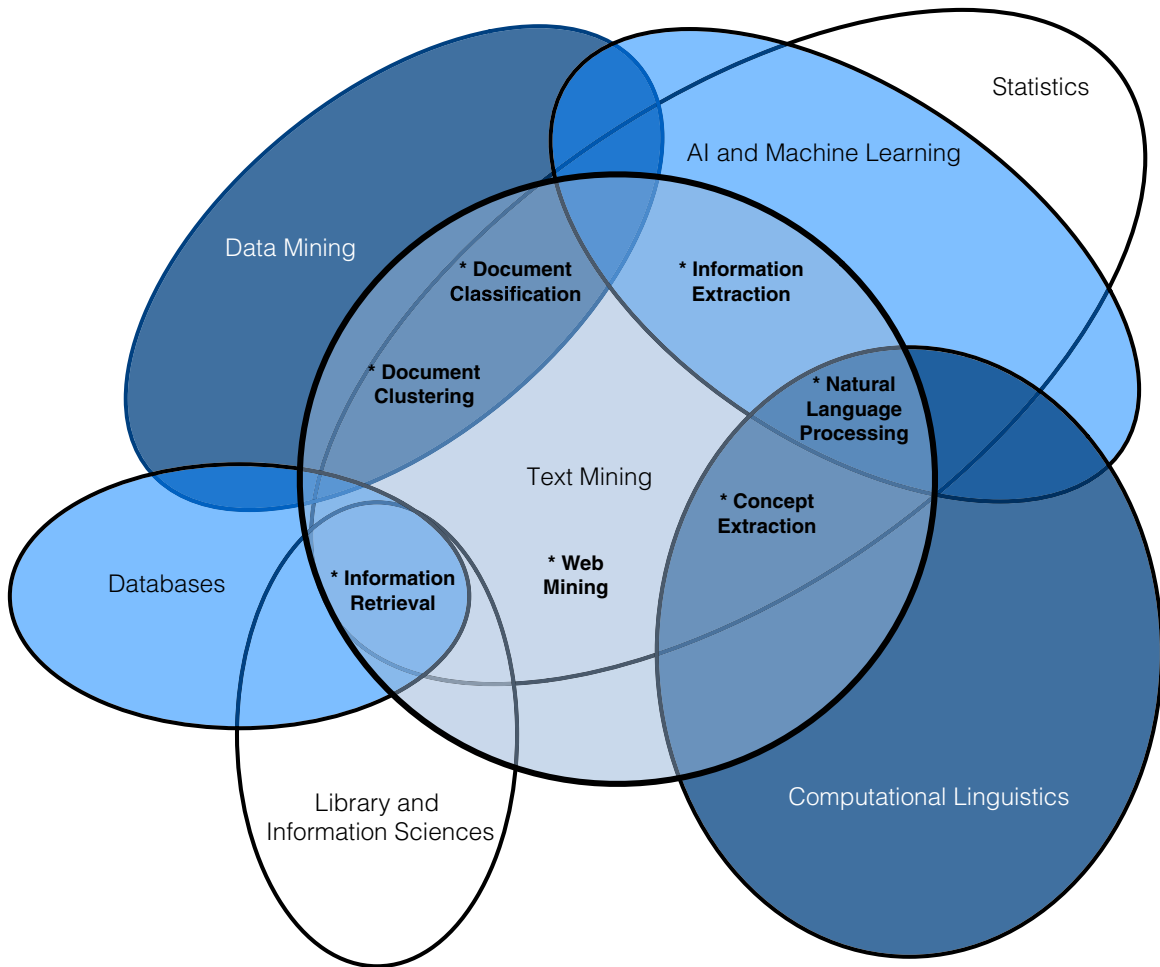 Statistics
AI and Machine Learning
Data Mining
* Document
Classification
* Information
Extraction
* Document
Clustering
* Natural
Language
Processing
Text Mining
* Concept
Extraction
* Web
Mining
Databases
* Information
Retrieval
Library and
Information Sciences
Computational Linguistics